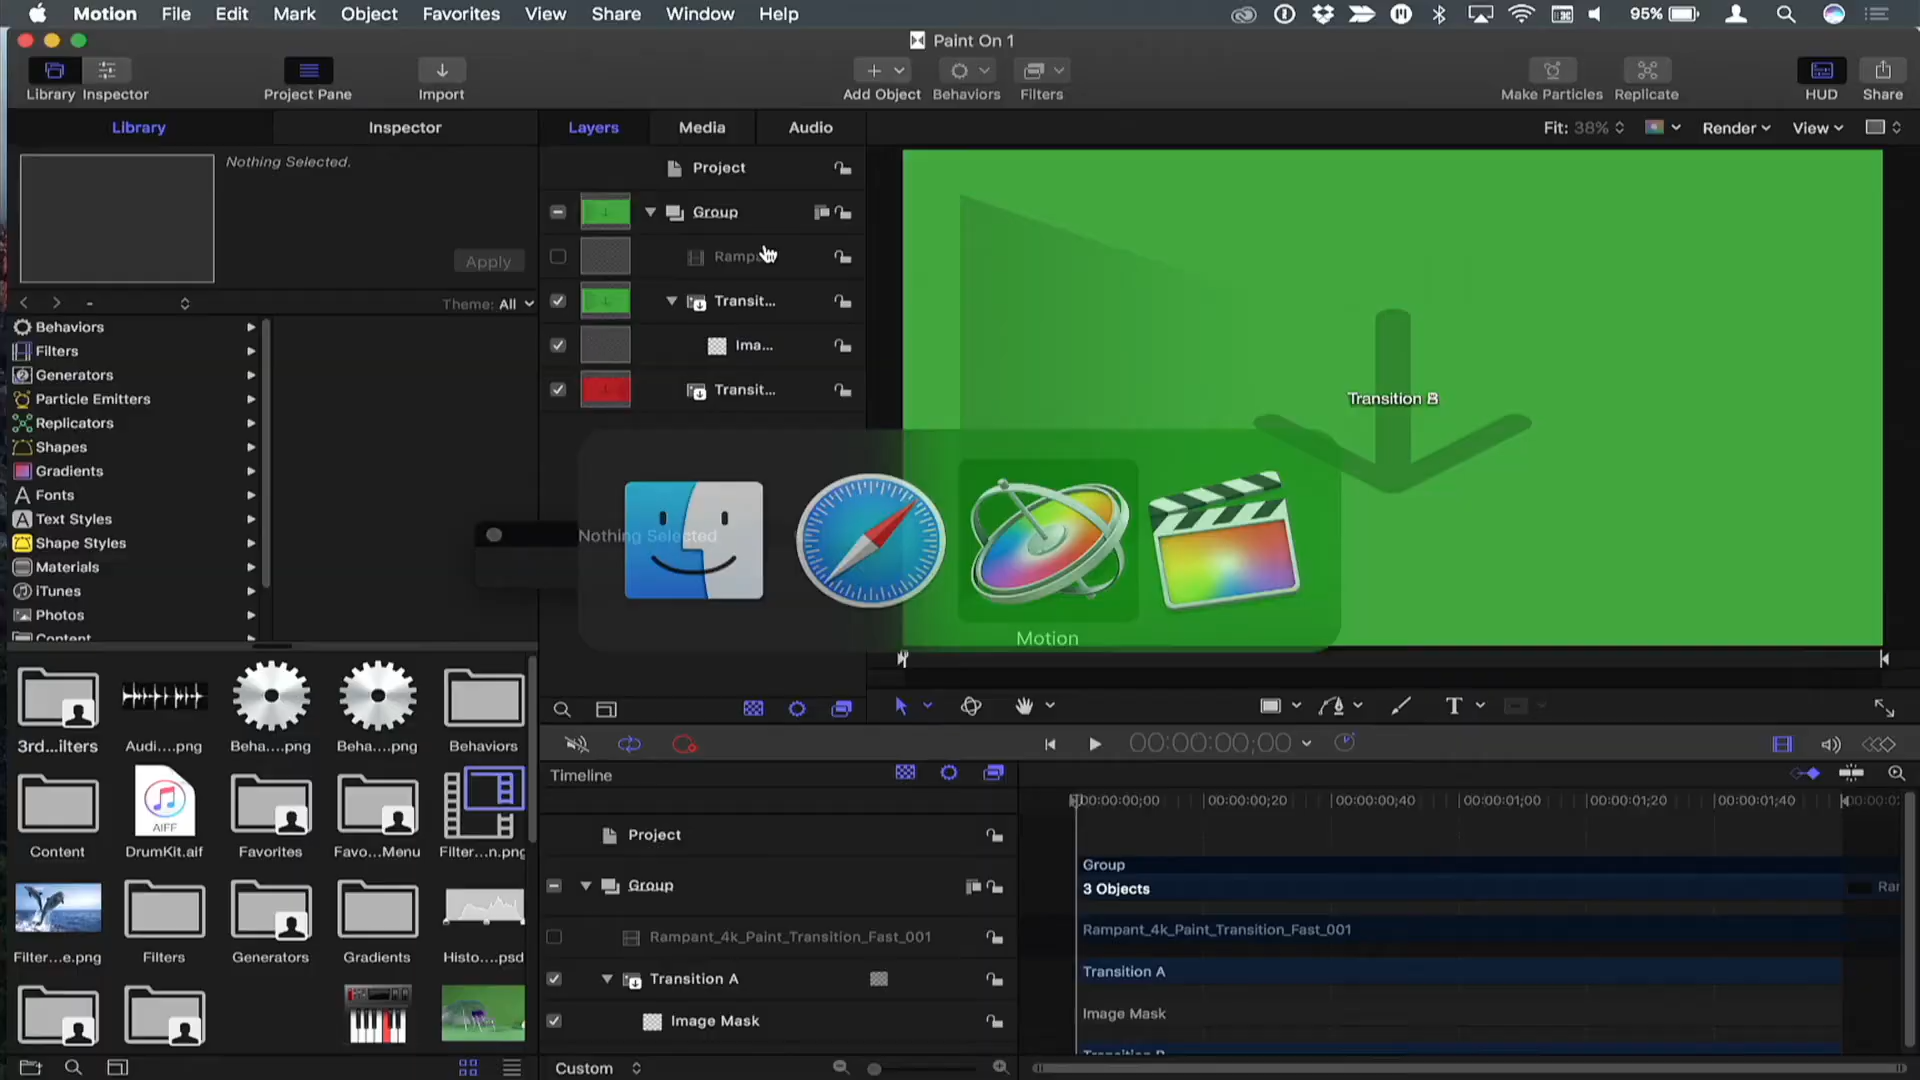 Motion File Edit Mark Object Favorites View Share Window Help 95%
Paint On 1
Library Inspector Project Pane Import Add Object Behaviors Filters Make Particles Replicate HUD Share
Library Inspector Layers Media Audio Fit: 38% Render View
Nothing Selected.
Apply
Theme: All
Behaviors
Filters
Generators
Particle Emitters
Replicators
Shapes
Gradients
Fonts
Text Styles
Shape Styles
Materials
iTunes
Photos
Content
Project
Group
Transit...
Ima...
Transit...
Transition B
Nothing Selected
Motion
3rd...ilters Audi....png Beha....png Beha....png Behaviors
AIFF
Content DrumKit.aif Favorites Favo...Menu Filter...n.png
Filter...e.png Filters Generators Gradients Histo....psd
00:00:00;00
Timeline
00:00:00;00 00:00:00;20 00:00:00;40 00:00:01;00 00:00:01;20 00:00:01;40
Project
Group
Rampant_4k_Paint_Transition_Fast_001
Transition A
Image Mask
Group
3 Objects
Rampant_4k_Paint_Transition_Fast_001
Transition A
Image Mask
Transition B
Custom